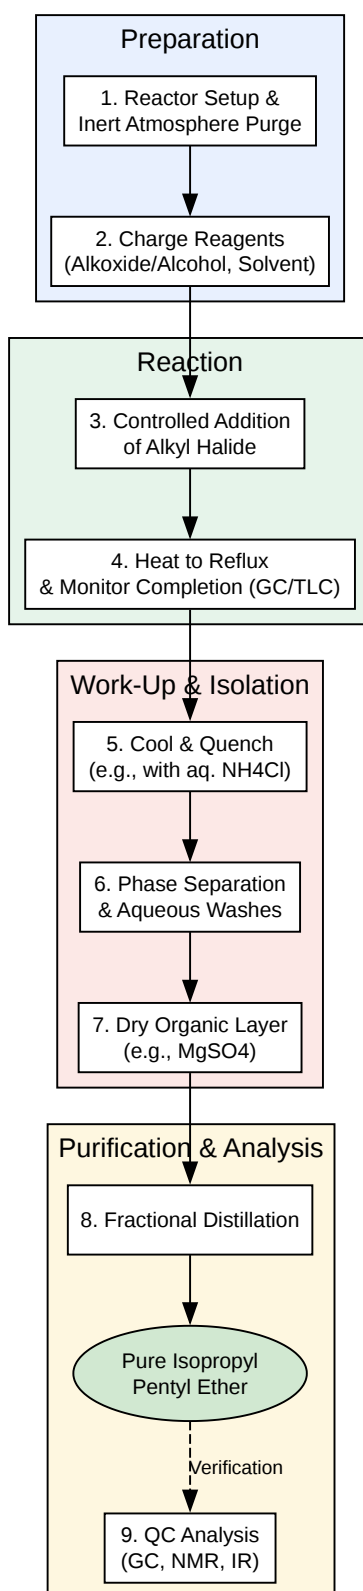 Preparation
1. Reactor Setup &
Inert Atmosphere Purge
2. Charge Reagents
(Alkoxide/Alcohol, Solvent)
Reaction
3. Controlled Addition
of Alkyl Halide
4. Heat to Reflux
& Monitor Completion (GC/TLC)
Work-Up & Isolation
5. Cool & Quench
(e.g., with aq. NH4Cl)
6. Phase Separation
& Aqueous Washes
7. Dry Organic Layer
(e.g., MgSO4)
Purification & Analysis
8. Fractional Distillation
Pure Isopropyl
Pentyl Ether
Verification
9. QC Analysis
(GC, NMR, IR)